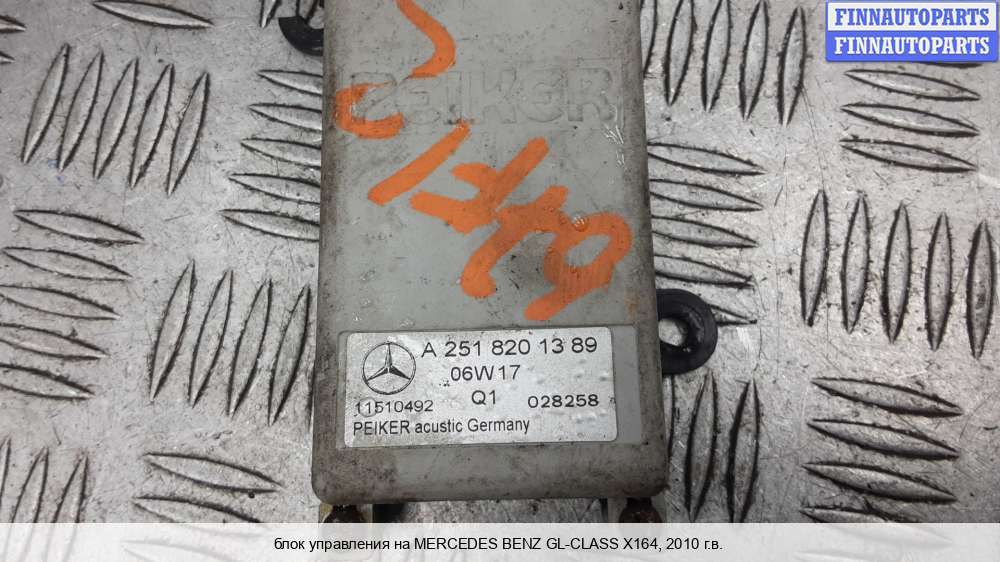 FINNAUTOPARTS
FINNAUTOPARTS
PEIKER
A 251 820 13 89
06W17
11510492 Q1 028258
PEIKER acustic Germany
блок управления на MERCEDES BENZ GL-CLASS X164, 2010 г.в.